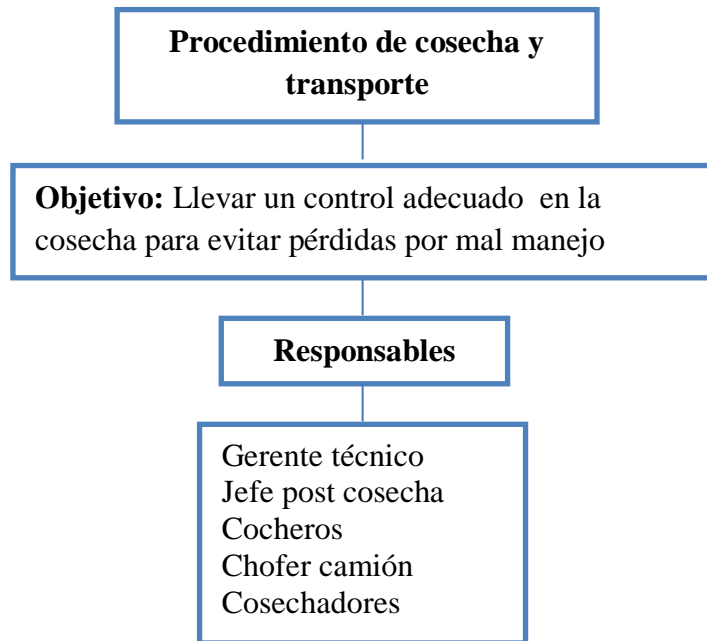 Procedimiento de cosecha y
transporte
Objetivo: Llevar un control adecuado en la
cosecha para evitar pérdidas por mal manejo
Responsables
Gerente técnico
Jefe post cosecha
Cocheros
Chofer camión
Cosechadores